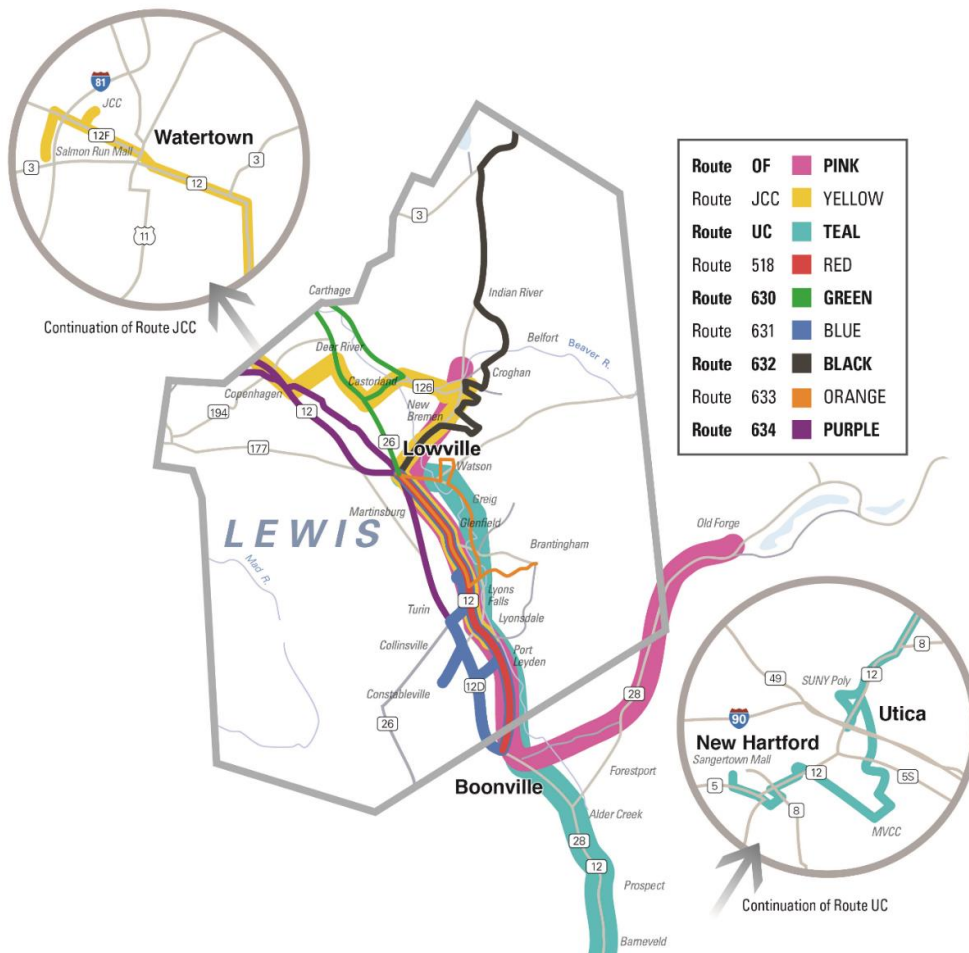 81
JCC
12F
Watertown
Salmon Run Mall
3
3
12
11
Continuation of Route JCC
Route OF PINK
Route JCC YELLOW
Route UC TEAL
Route 518 RED
Route 630 GREEN
Route 631 BLUE
Route 632 BLACK
Route 633 ORANGE
Route 634 PURPLE
3
Carthage
Indian River
Deer River
Belfort
Beaver R.
Castorland
126
Croghan
Copenhagen
New
Bremen
194
12
26
Lowville
177
Watson
Martinsburg
Greig
Glenfield
LEWIS
Brantingham
Old Forge
Mad R.
12
Lyons
Falls
Turin
Lyonsdale
Collinsville
Port
Leyden
12D
Constableville
28
26
Boonville
Forestport
Alder Creek
28
12
Prospect
Barneveld
8
49
12
SUNY Poly
90
Utica
New Hartford
Sangertown Mall
12
5
5S
8
MVCC
Continuation of Route UC